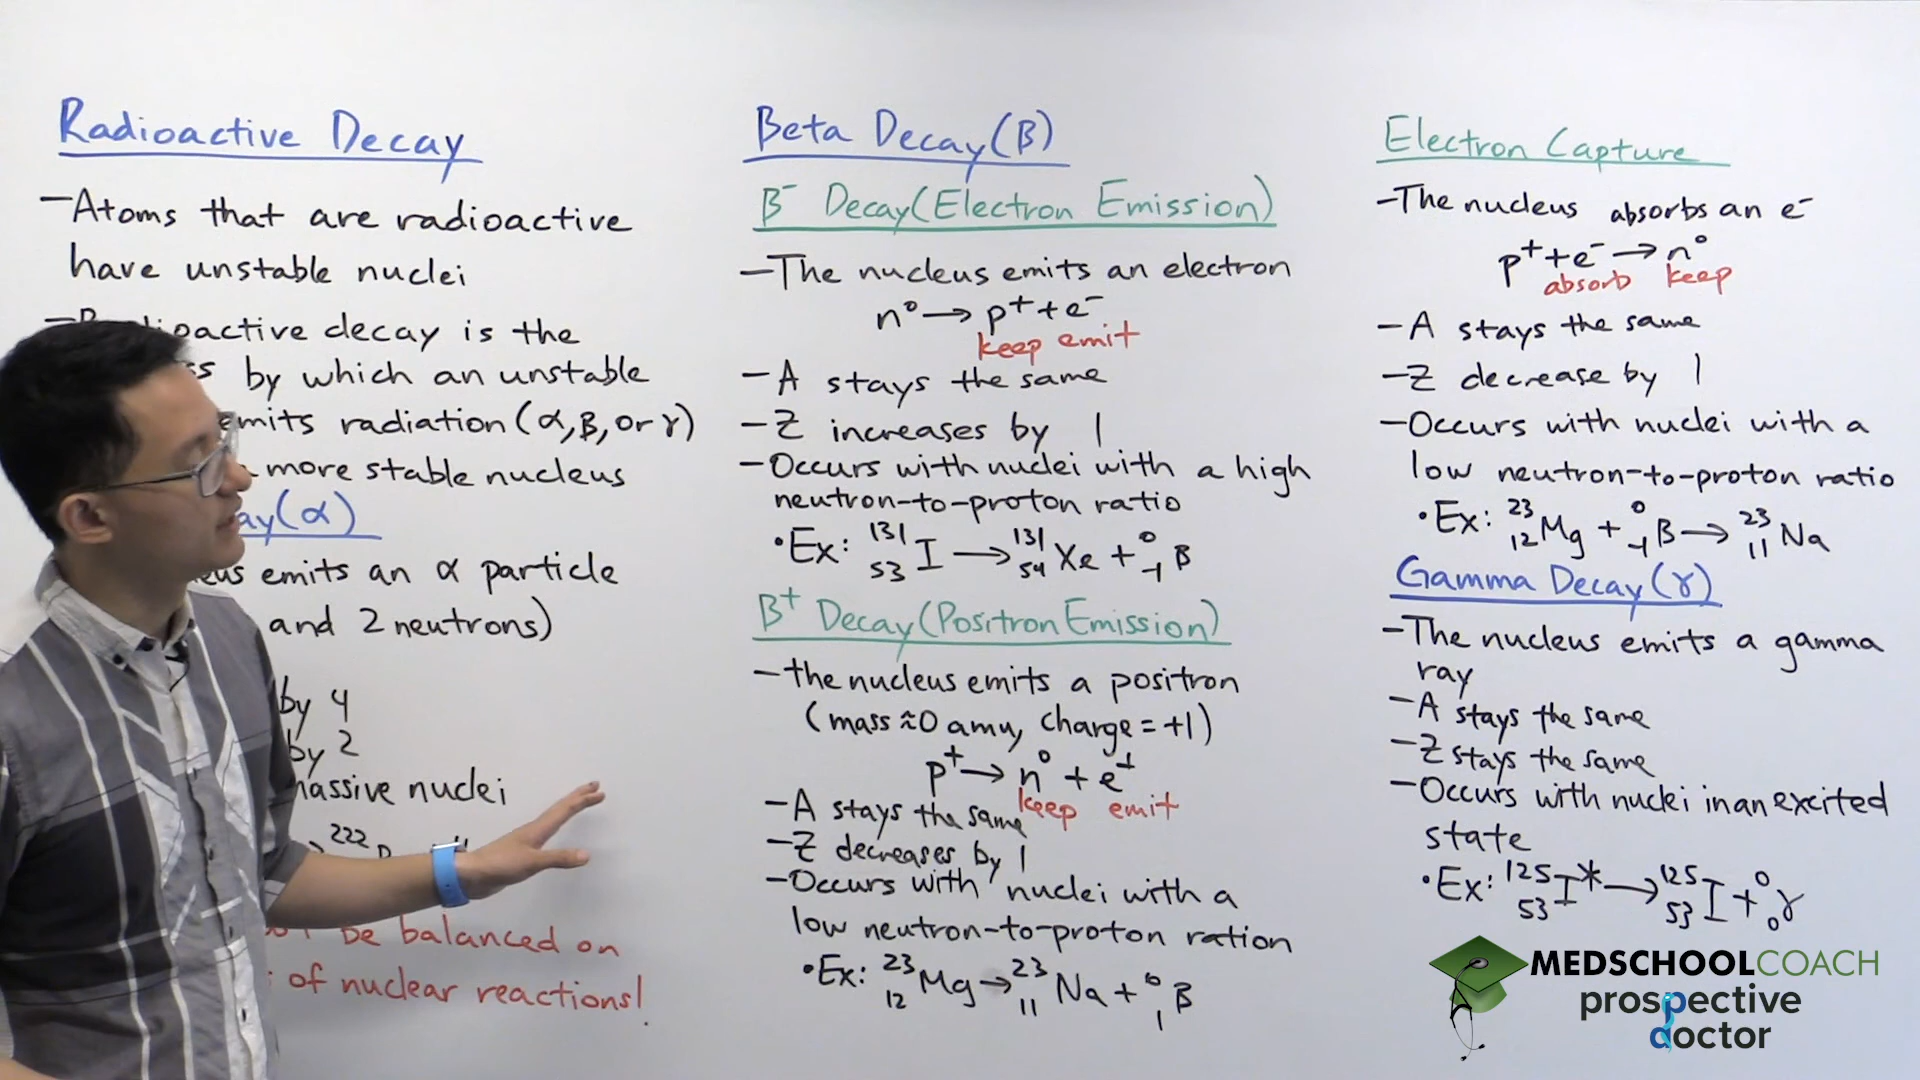 Radioactive Decay
-Atoms that are radioactive
have unstable nuclei
decay is the
by which an unstable
emits radiation (α, β, or γ)
more stable nucleus
(α)
emits an α particle
and 2 neutrons)
by 4
by 2
massive nuclei
→ 222
be balanced on
of nuclear reactions!
Beta Decay (β)
β⁻ Decay (Electron Emission)
-The nucleus emits an electron
n⁰ → p⁺ + e⁻
keep emit
-A stays the same
-Z increases by 1
-Occurs with nuclei with a high
neutron-to-proton ratio
•Ex: ¹³¹₅₃I → ¹³¹₅₄Xe + ⁰₋₁β
β⁺ Decay (Positron Emission)
-the nucleus emits a positron
(mass ≈ 0 amu, charge = +1)
p⁺ → n⁰ + e⁺
keep emit
-A stays the same
-Z decreases by 1
-Occurs with nuclei with a
low neutron-to-proton ration
•Ex: ²³₁₂Mg → ²³₁₁Na + ⁰₁β
Electron Capture
-The nucleus absorbs an e⁻
p⁺ + e⁻ → n⁰
absorb keep
-A stays the same
-Z decrease by 1
-Occurs with nuclei with a
low neutron-to-proton ratio
•Ex: ²³₁₂Mg + ⁰₋₁β → ²³₁₁Na
Gamma Decay (γ)
-The nucleus emits a gamma
ray
-A stays the same
-Z stays the same
-Occurs with nuclei in an excited
state
•Ex: ¹²⁵₅₃I* → ¹²⁵₅₃I + ⁰₀γ
MEDSCHOOLCOACH
prospective
doctor